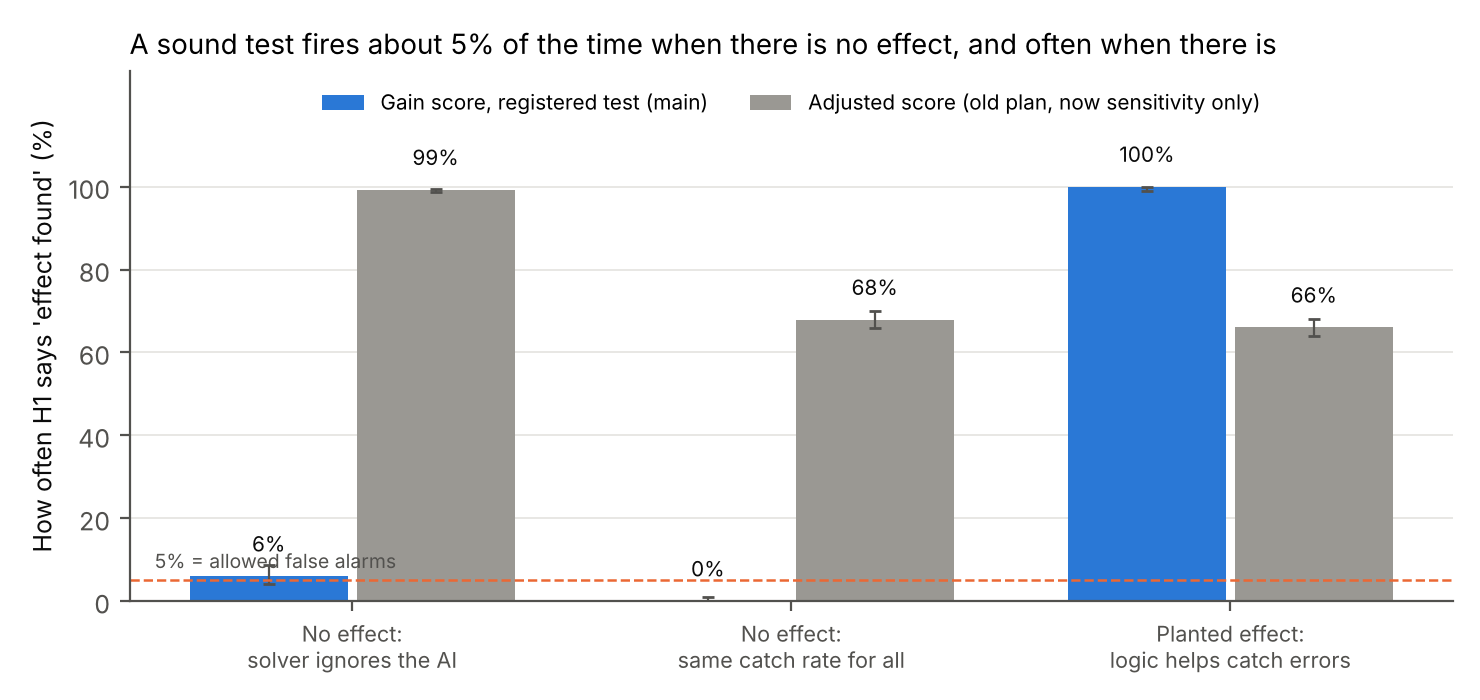 A sound test fires about 5% of the time when there is no effect, and often when there is
Gain score, registered test (main)
Adjusted score (old plan, now sensitivity only)
How often H1 says 'effect found' (%)
100
80
60
40
20
0
99%
68%
100%
66%
6%
5% = allowed false alarms
0%
No effect:
solver ignores the AI
No effect:
same catch rate for all
Planted effect:
logic helps catch errors